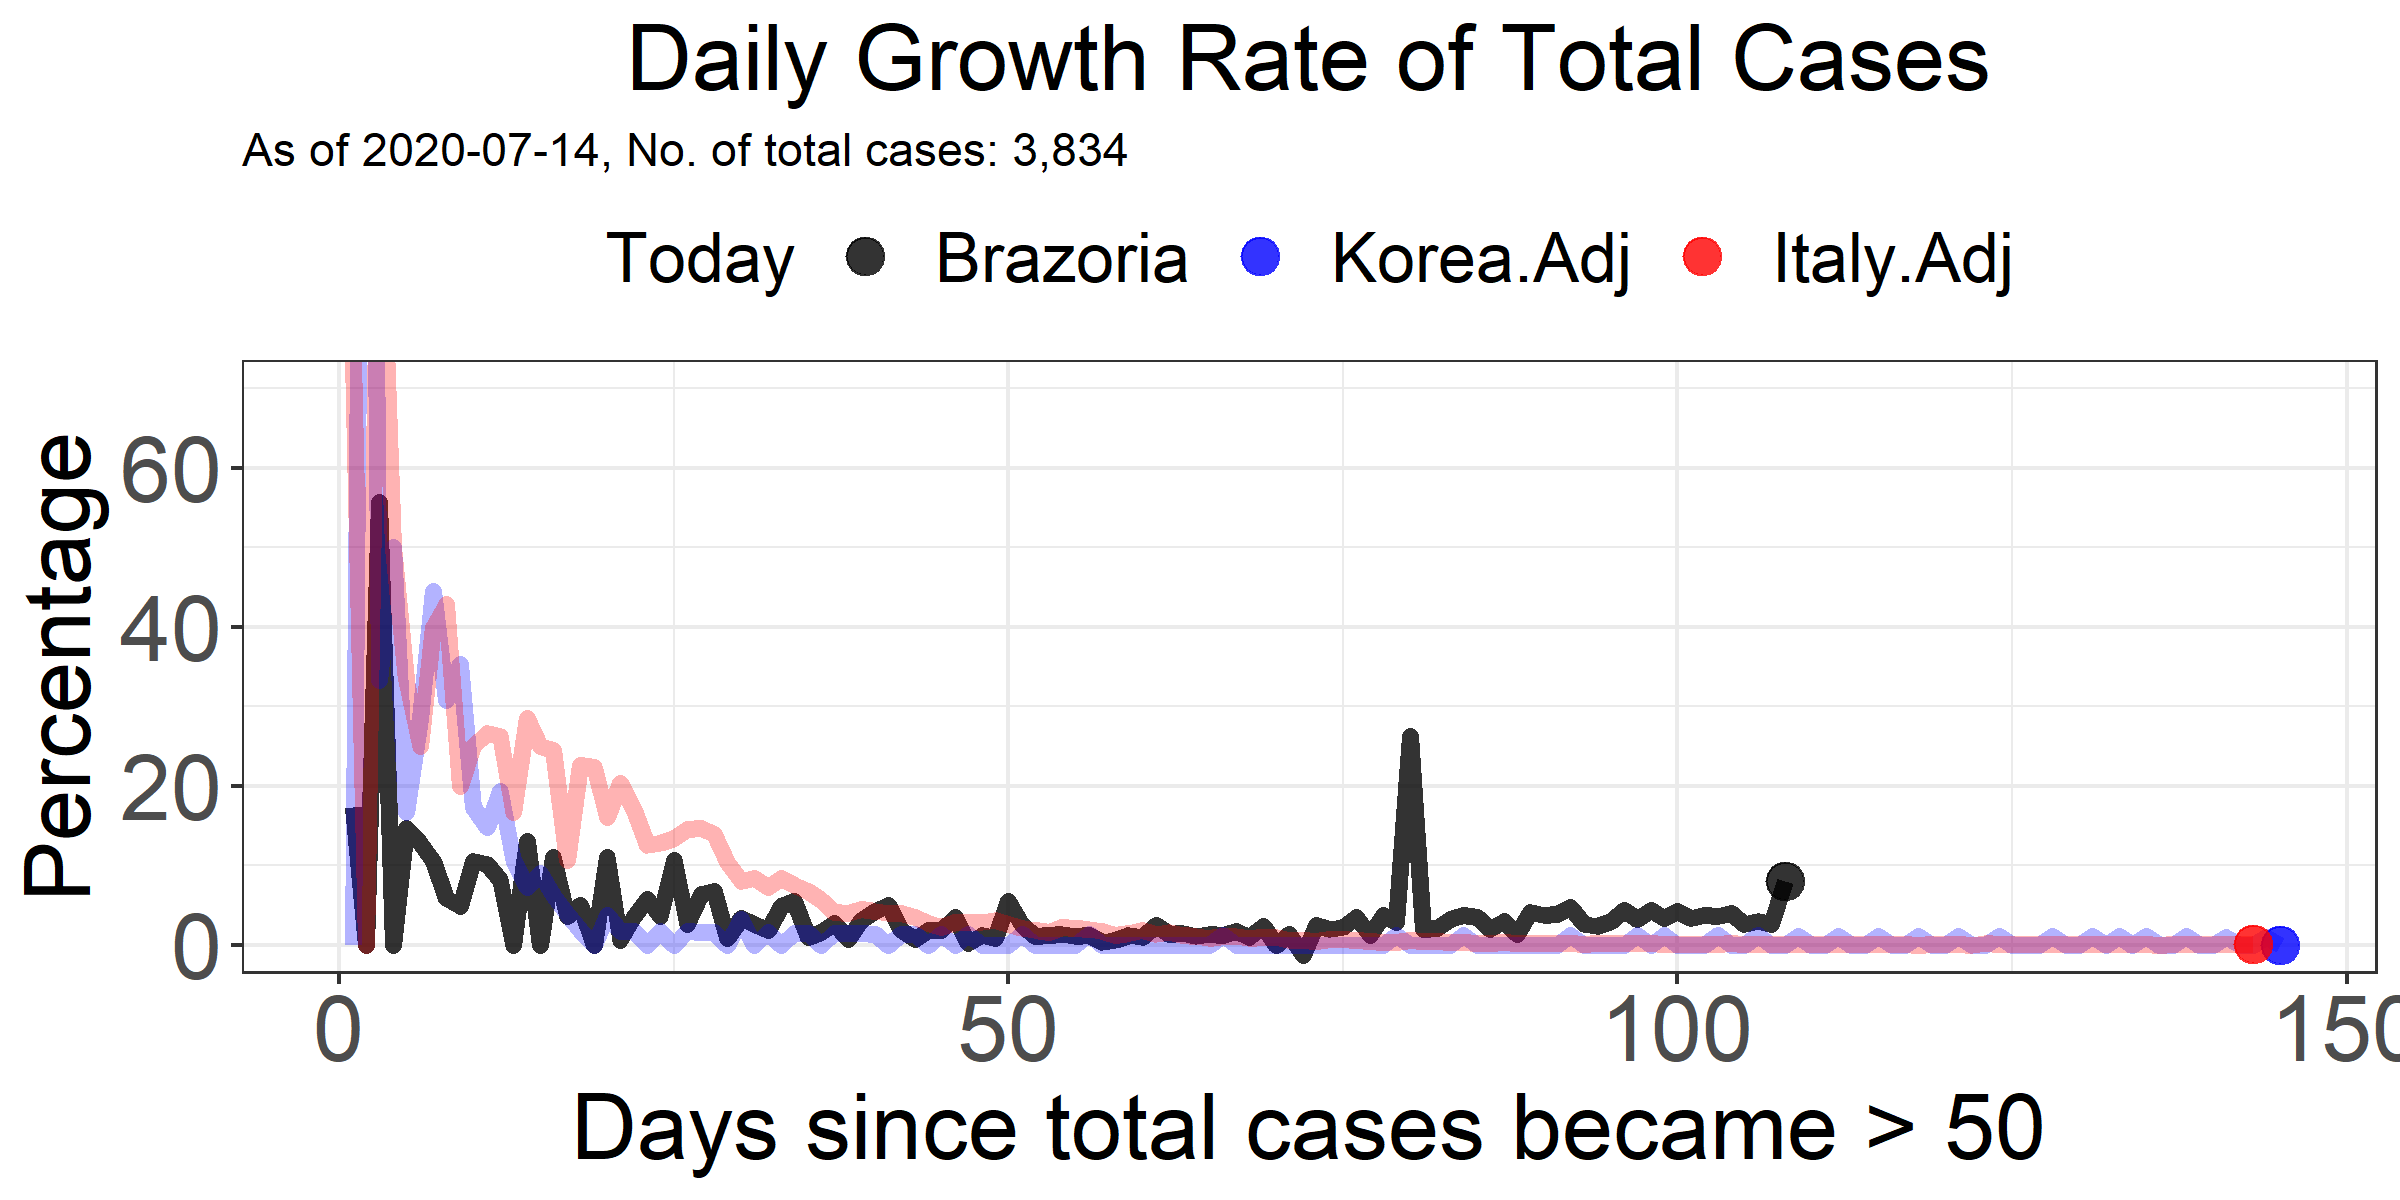 Daily Growth Rate of Total Cases
As of 2020-07-14, No. of total cases: 3,834
Today Brazoria Korea.Adj Italy.Adj
Percentage
60
40
20
0
0 50 100 150
Days since total cases became > 50